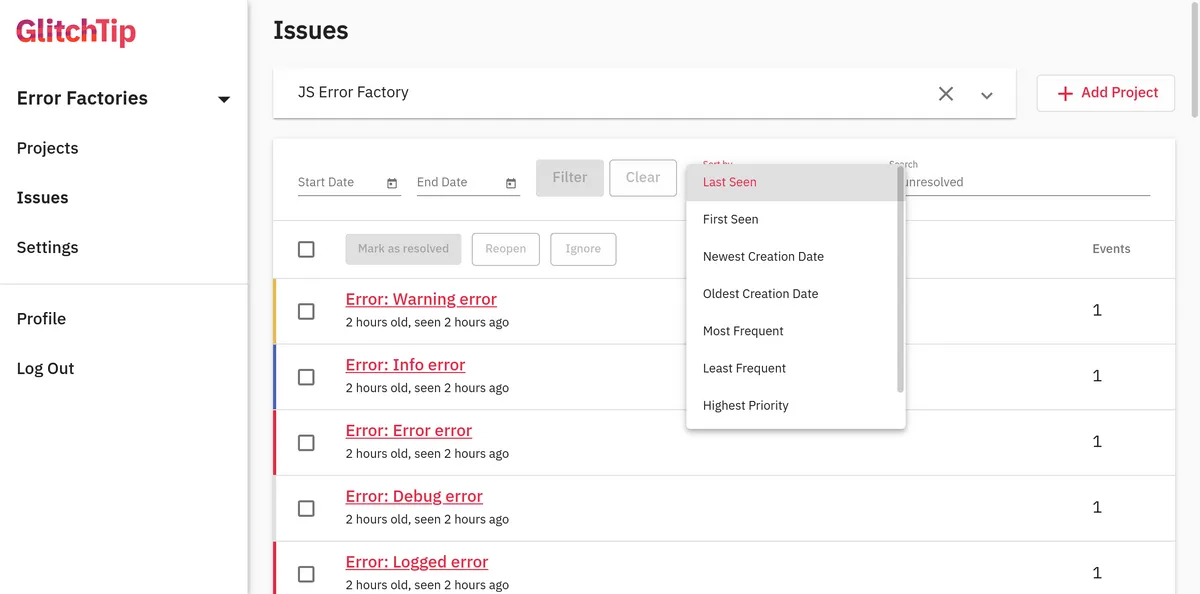 GlitchTip
Error Factories
Projects
Issues
Settings
Profile
Log Out
Issues
JS Error Factory
Add Project
Start Date
End Date
Filter
Clear
Sort by
Search
unresolved
Last Seen
First Seen
Newest Creation Date
Oldest Creation Date
Most Frequent
Least Frequent
Highest Priority
Mark as resolved
Reopen
Ignore
Events
Error: Warning error
2 hours old, seen 2 hours ago
1
Error: Info error
2 hours old, seen 2 hours ago
1
Error: Error error
2 hours old, seen 2 hours ago
1
Error: Debug error
2 hours old, seen 2 hours ago
1
Error: Logged error
2 hours old, seen 2 hours ago
1